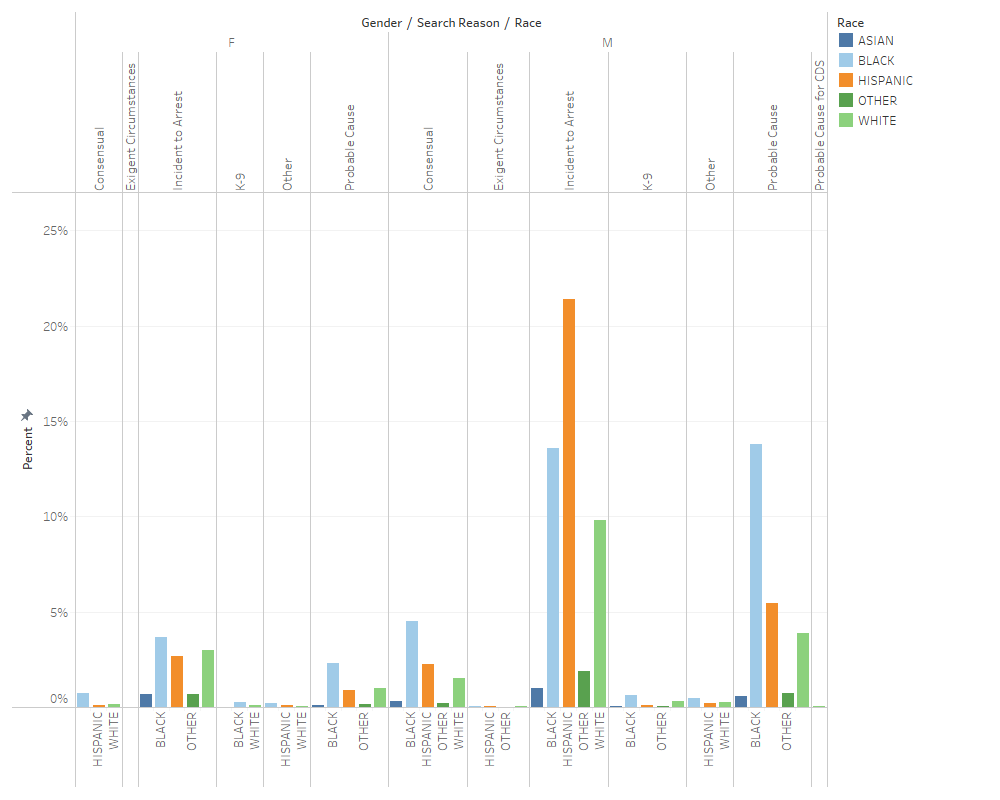 Gender / Search Reason / Race
F
M
Consensual
Exigent Circumstances
Incident to Arrest
K-9
Other
Probable Cause
Consensual
Exigent Circumstances
Incident to Arrest
K-9
Other
Probable Cause
Probable Cause for CDS
Race
ASIAN
BLACK
HISPANIC
OTHER
WHITE
Percent
25%
20%
15%
10%
5%
0%
HISPANIC
WHITE
BLACK
OTHER
BLACK
WHITE
HISPANIC
WHITE
BLACK
OTHER
BLACK
HISPANIC
OTHER
WHITE
HISPANIC
OTHER
BLACK
HISPANIC
OTHER
WHITE
BLACK
OTHER
HISPANIC
WHITE
BLACK
OTHER